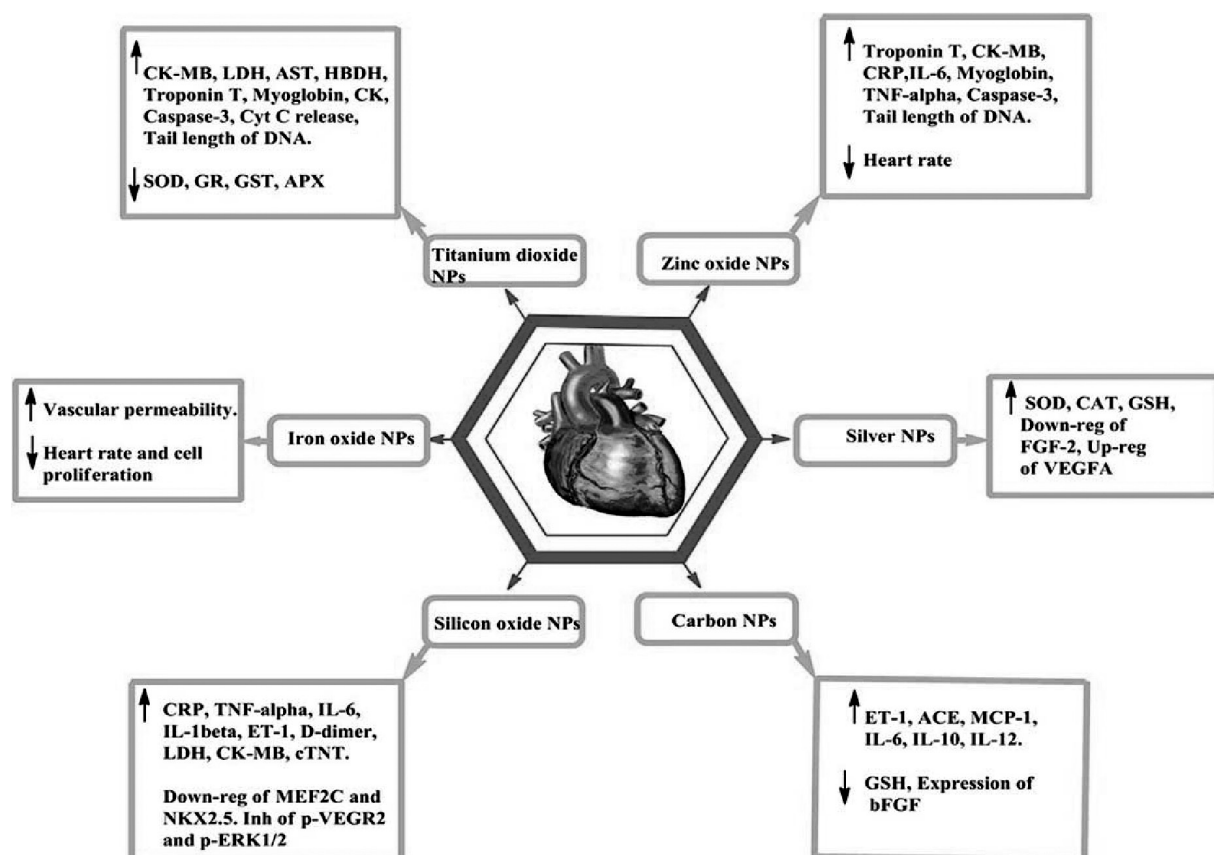 CK-MB, LDH, AST, HBDH,
Troponin T, Myoglobin, CK,
Caspase-3, Cyt C release,
Tail length of DNA.
SOD, GR, GST, APX
Troponin T, CK-MB,
CRP,IL-6, Myoglobin,
TNF-alpha, Caspase-3,
Tail length of DNA.
Heart rate
Titanium dioxide
NPs
Zinc oxide NPs
Vascular permeability.
Heart rate and cell
proliferation
Iron oxide NPs
Silver NPs
SOD, CAT, GSH,
Down-reg of
FGF-2, Up-reg
of VEGFA
Silicon oxide NPs
Carbon NPs
CRP, TNF-alpha, IL-6,
IL-1beta, ET-1, D-dimer,
LDH, CK-MB, cTNT.
Down-reg of MEF2C and
NKX2.5. Inh of p-VEGR2
and p-ERK1/2
ET-1, ACE, MCP-1,
IL-6, IL-10, IL-12.
GSH, Expression of
bFGF